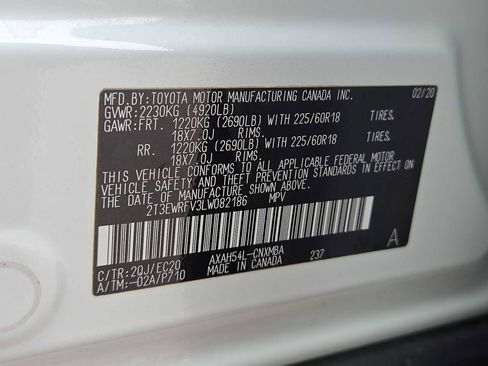 MFD.BY:TOYOTA MOTOR MANUFACTURING CANADA INC. 02/20
GVWR:2230KG (4920LB)
GAWR:FRT. 1220KG (2690LB) WITH 225/60R18 TIRES,
18X7.0J RIMS.
RR. 1220KG (2690LB) WITH 225/60R18 TIRES,
18X7.0J RIMS.
THIS VEHICLE CONFORMS TO ALL APPLICABLE FEDERAL MOTOR
VEHICLE SAFETY AND THEFT PREVENTION STANDARDS IN EFFECT ON
THE DATE OF MANUFACTURE SHOWN ABOVE.
2T3EWRFV3LW082186 MPV
C/TR:2QJ/EC20 AXAH54L-CNXMBA 237 A
A/TM:-02A/P710 MADE IN CANADA